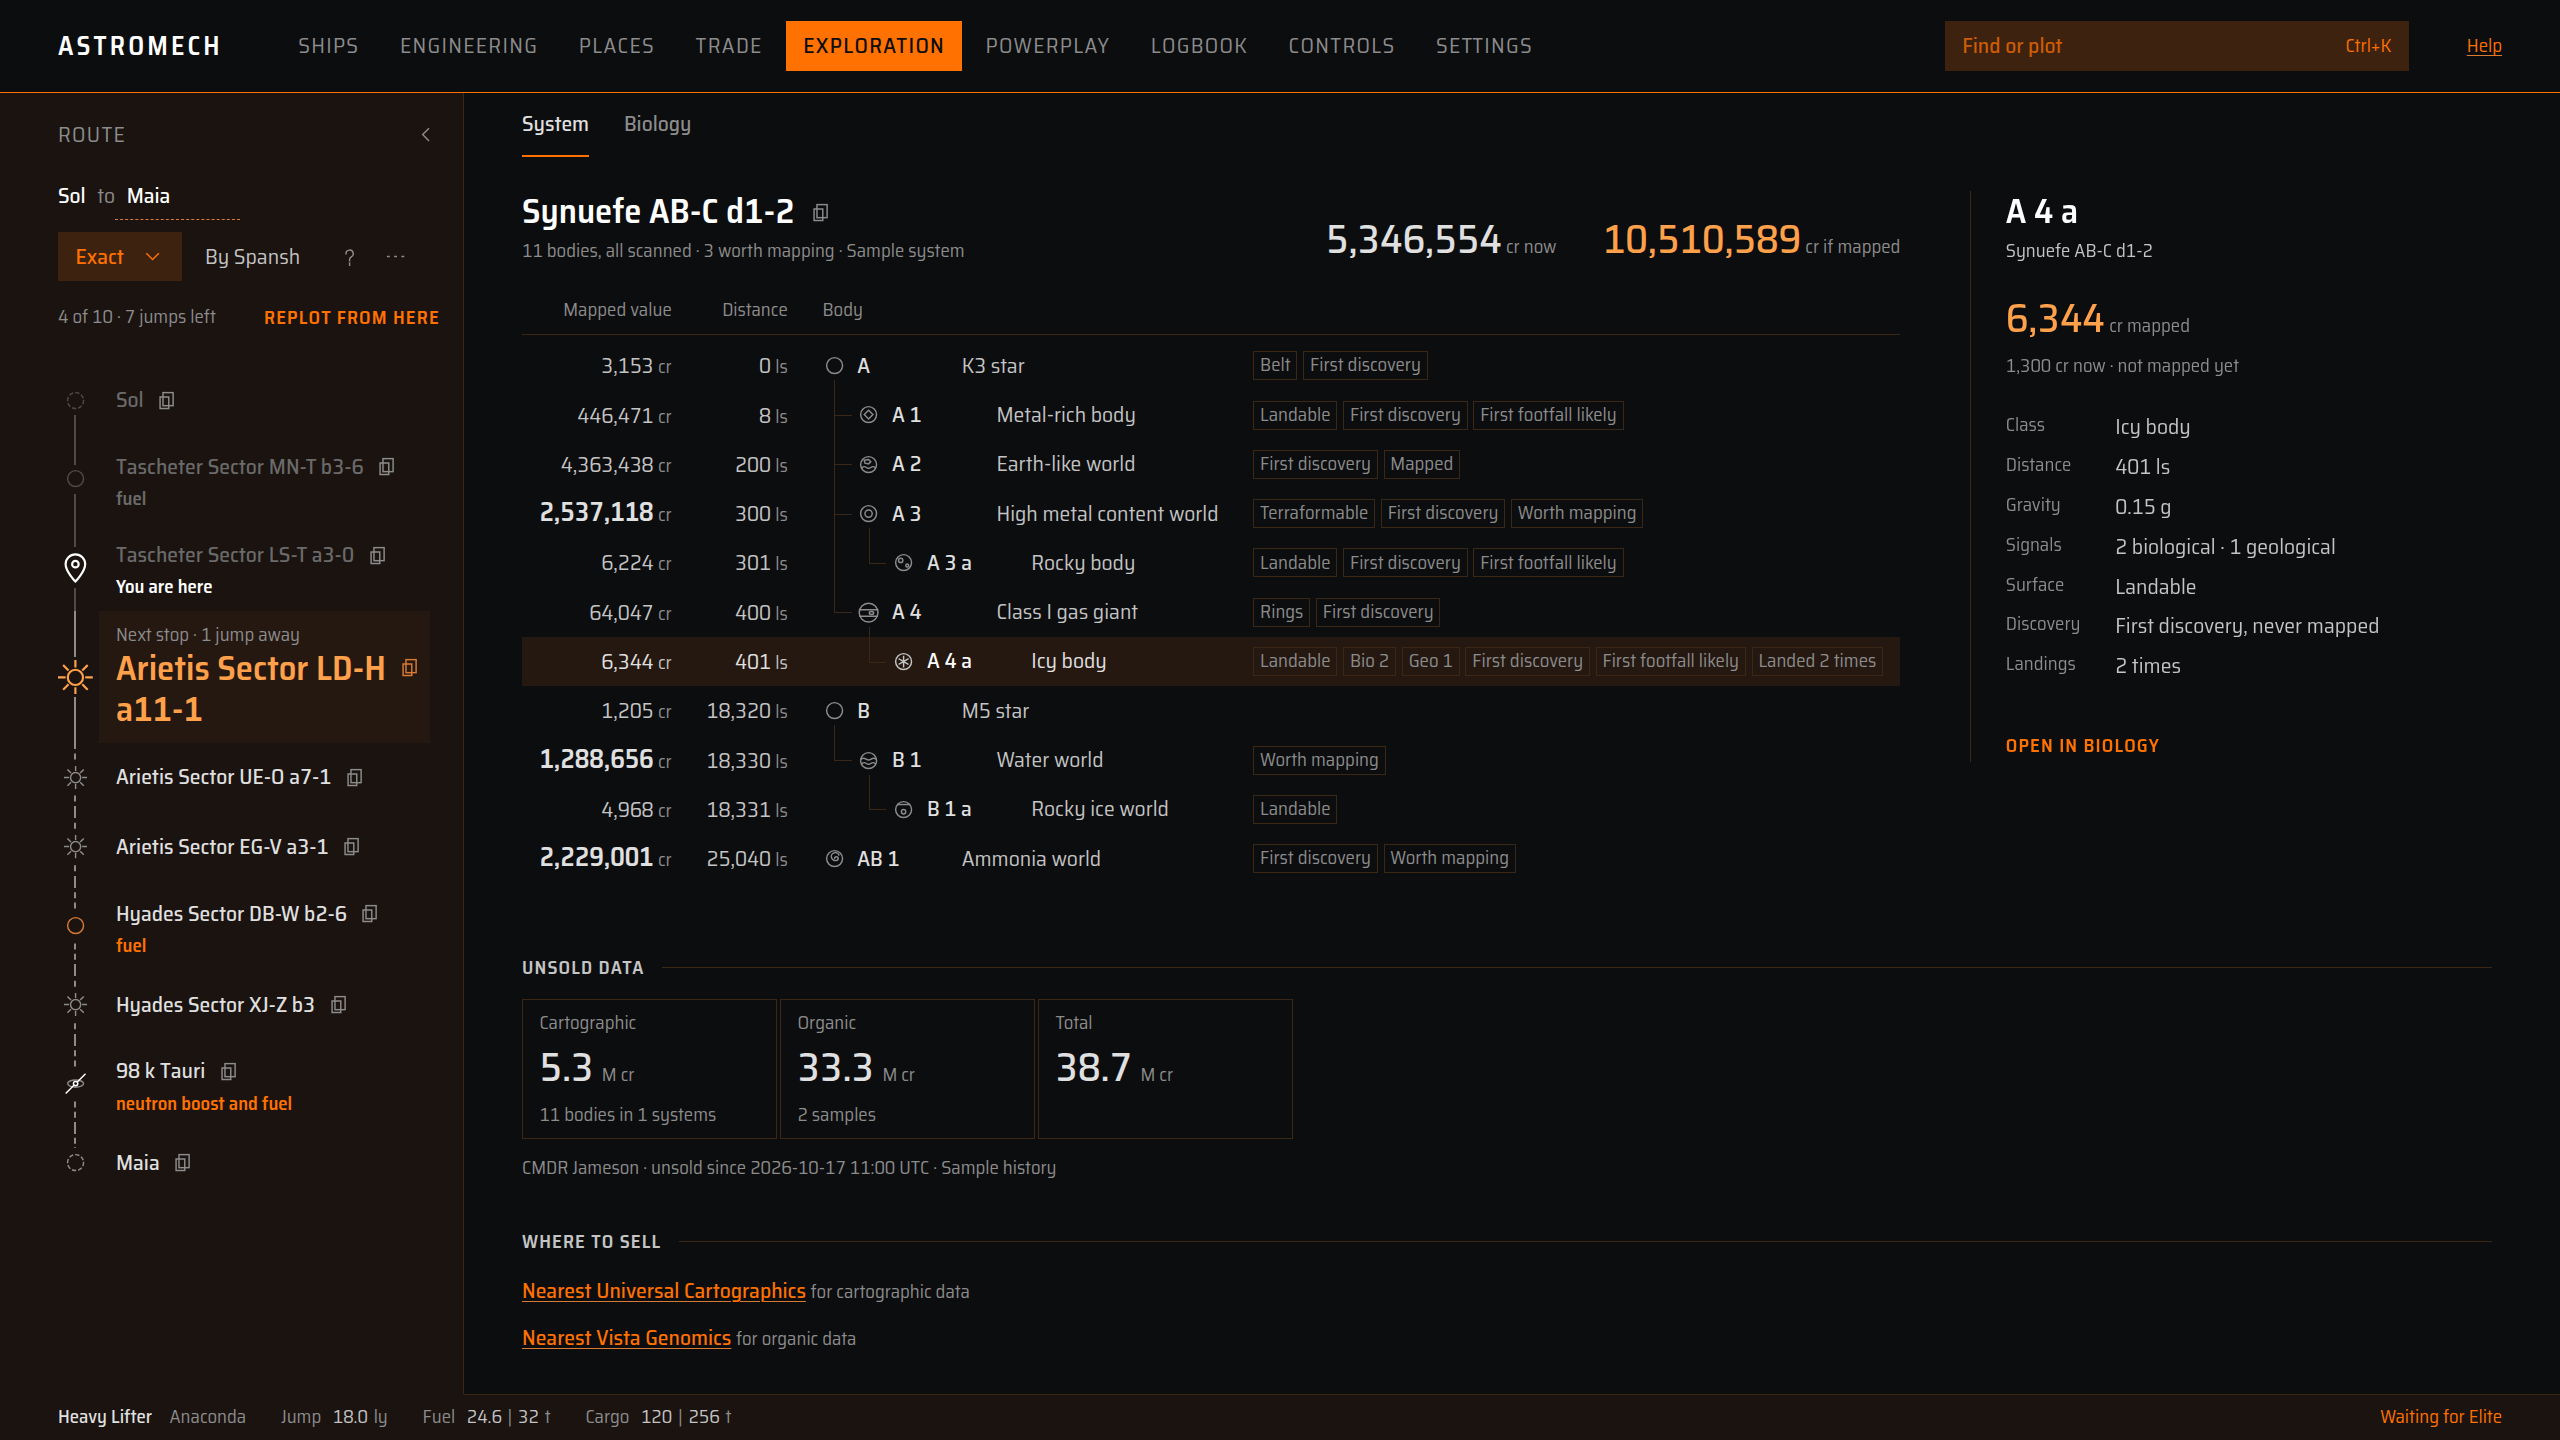 ASTROMECH
SHIPS ENGINEERING PLACES TRADE EXPLORATION POWERPLAY LOGBOOK CONTROLS SETTINGS
Find or plot Ctrl+K
Help
ROUTE
Sol to Maia
Exact By Spansh ? ···
4 of 10 · 7 jumps left REPLOT FROM HERE
Sol
Tascheter Sector MN-T b3-6
fuel
Tascheter Sector LS-T a3-0
You are here
Next stop · 1 jump away
Arietis Sector LD-H
a11-1
Arietis Sector UE-O a7-1
Arietis Sector EG-V a3-1
Hyades Sector DB-W b2-6
fuel
Hyades Sector XJ-Z b3
98 k Tauri
neutron boost and fuel
Maia
System Biology
Synuefe AB-C d1-2
11 bodies, all scanned · 3 worth mapping · Sample system
5,346,554 cr now 10,510,589 cr if mapped
Mapped value Distance Body
3,153 cr 0 ls A K3 star Belt First discovery
446,471 cr 8 ls A 1 Metal-rich body Landable First discovery First footfall likely
4,363,438 cr 200 ls A 2 Earth-like world First discovery Mapped
2,537,118 cr 300 ls A 3 High metal content world Terraformable First discovery Worth mapping
6,224 cr 301 ls A 3 a Rocky body Landable First discovery First footfall likely
64,047 cr 400 ls A 4 Class I gas giant Rings First discovery
6,344 cr 401 ls A 4 a Icy body Landable Bio 2 Geo 1 First discovery First footfall likely Landed 2 times
1,205 cr 18,320 ls B M5 star
1,288,656 cr 18,330 ls B 1 Water world Worth mapping
4,968 cr 18,331 ls B 1 a Rocky ice world Landable
2,229,001 cr 25,040 ls AB 1 Ammonia world First discovery Worth mapping
A 4 a
Synuefe AB-C d1-2
6,344 cr mapped
1,300 cr now · not mapped yet
Class Icy body
Distance 401 ls
Gravity 0.15 g
Signals 2 biological · 1 geological
Surface Landable
Discovery First discovery, never mapped
Landings 2 times
OPEN IN BIOLOGY
UNSOLD DATA
Cartographic
5.3 M cr
11 bodies in 1 systems
Organic
33.3 M cr
2 samples
Total
38.7 M cr
CMDR Jameson · unsold since 2026-10-17 11:00 UTC · Sample history
WHERE TO SELL
Nearest Universal Cartographics for cartographic data
Nearest Vista Genomics for organic data
Heavy Lifter Anaconda Jump 18.0 ly Fuel 24.6 | 32 t Cargo 120 | 256 t
Waiting for Elite